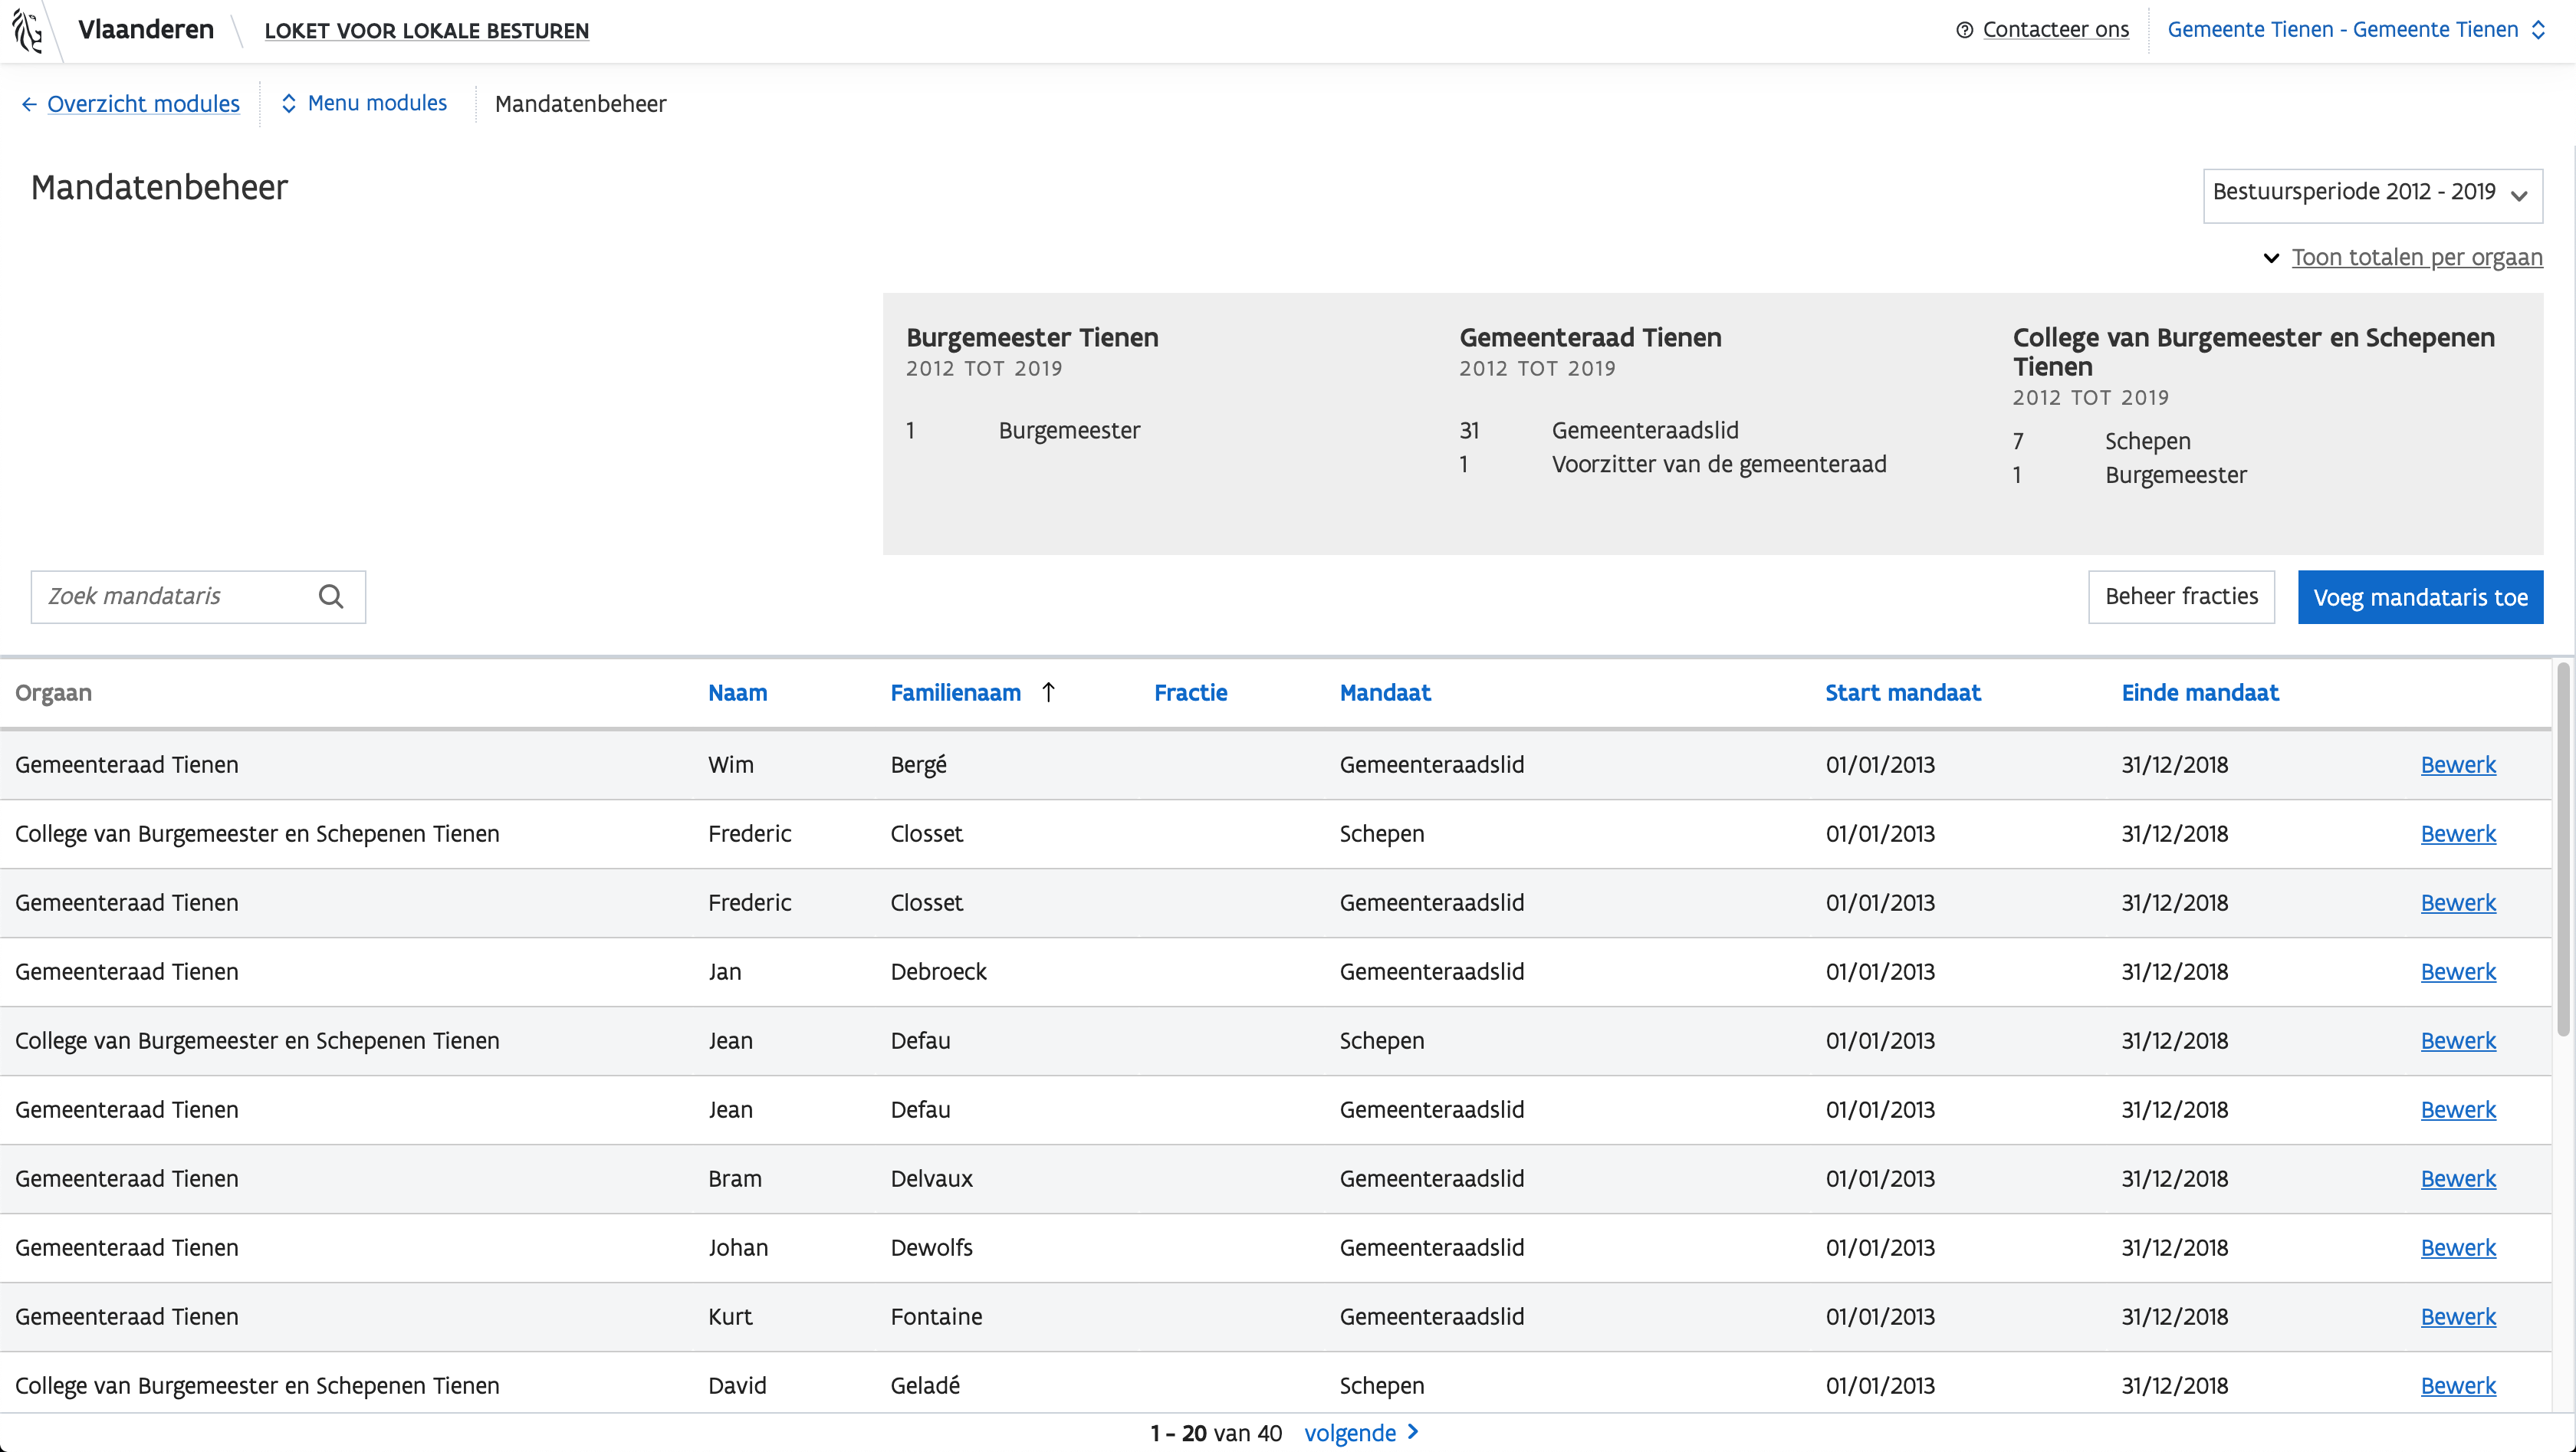 Vlaanderen LOKET VOOR LOKALE BESTUREN Contacteer ons Gemeente Tienen - Gemeente Tienen
Overzicht modules Menu modules Mandatenbeheer
Mandatenbeheer
Bestuursperiode 2012 - 2019
Toon totalen per orgaan
Burgemeester Tienen
2012 TOT 2019
1 Burgemeester
Gemeenteraad Tienen
2012 TOT 2019
31 Gemeenteraadslid
1 Voorzitter van de gemeenteraad
College van Burgemeester en Schepenen
Tienen
2012 TOT 2019
7 Schepen
1 Burgemeester
Zoek mandataris Beheer fracties Voeg mandataris toe
Orgaan Naam Familienaam Fractie Mandaat Start mandaat Einde mandaat
Gemeenteraad Tienen Wim Bergé Gemeenteraadslid 01/01/2013 31/12/2018 Bewerk
College van Burgemeester en Schepenen Tienen Frederic Closset Schepen 01/01/2013 31/12/2018 Bewerk
Gemeenteraad Tienen Frederic Closset Gemeenteraadslid 01/01/2013 31/12/2018 Bewerk
Gemeenteraad Tienen Jan Debroeck Gemeenteraadslid 01/01/2013 31/12/2018 Bewerk
College van Burgemeester en Schepenen Tienen Jean Defau Schepen 01/01/2013 31/12/2018 Bewerk
Gemeenteraad Tienen Jean Defau Gemeenteraadslid 01/01/2013 31/12/2018 Bewerk
Gemeenteraad Tienen Bram Delvaux Gemeenteraadslid 01/01/2013 31/12/2018 Bewerk
Gemeenteraad Tienen Johan Dewolfs Gemeenteraadslid 01/01/2013 31/12/2018 Bewerk
Gemeenteraad Tienen Kurt Fontaine Gemeenteraadslid 01/01/2013 31/12/2018 Bewerk
College van Burgemeester en Schepenen Tienen David Geladé Schepen 01/01/2013 31/12/2018 Bewerk
1 - 20 van 40 volgende